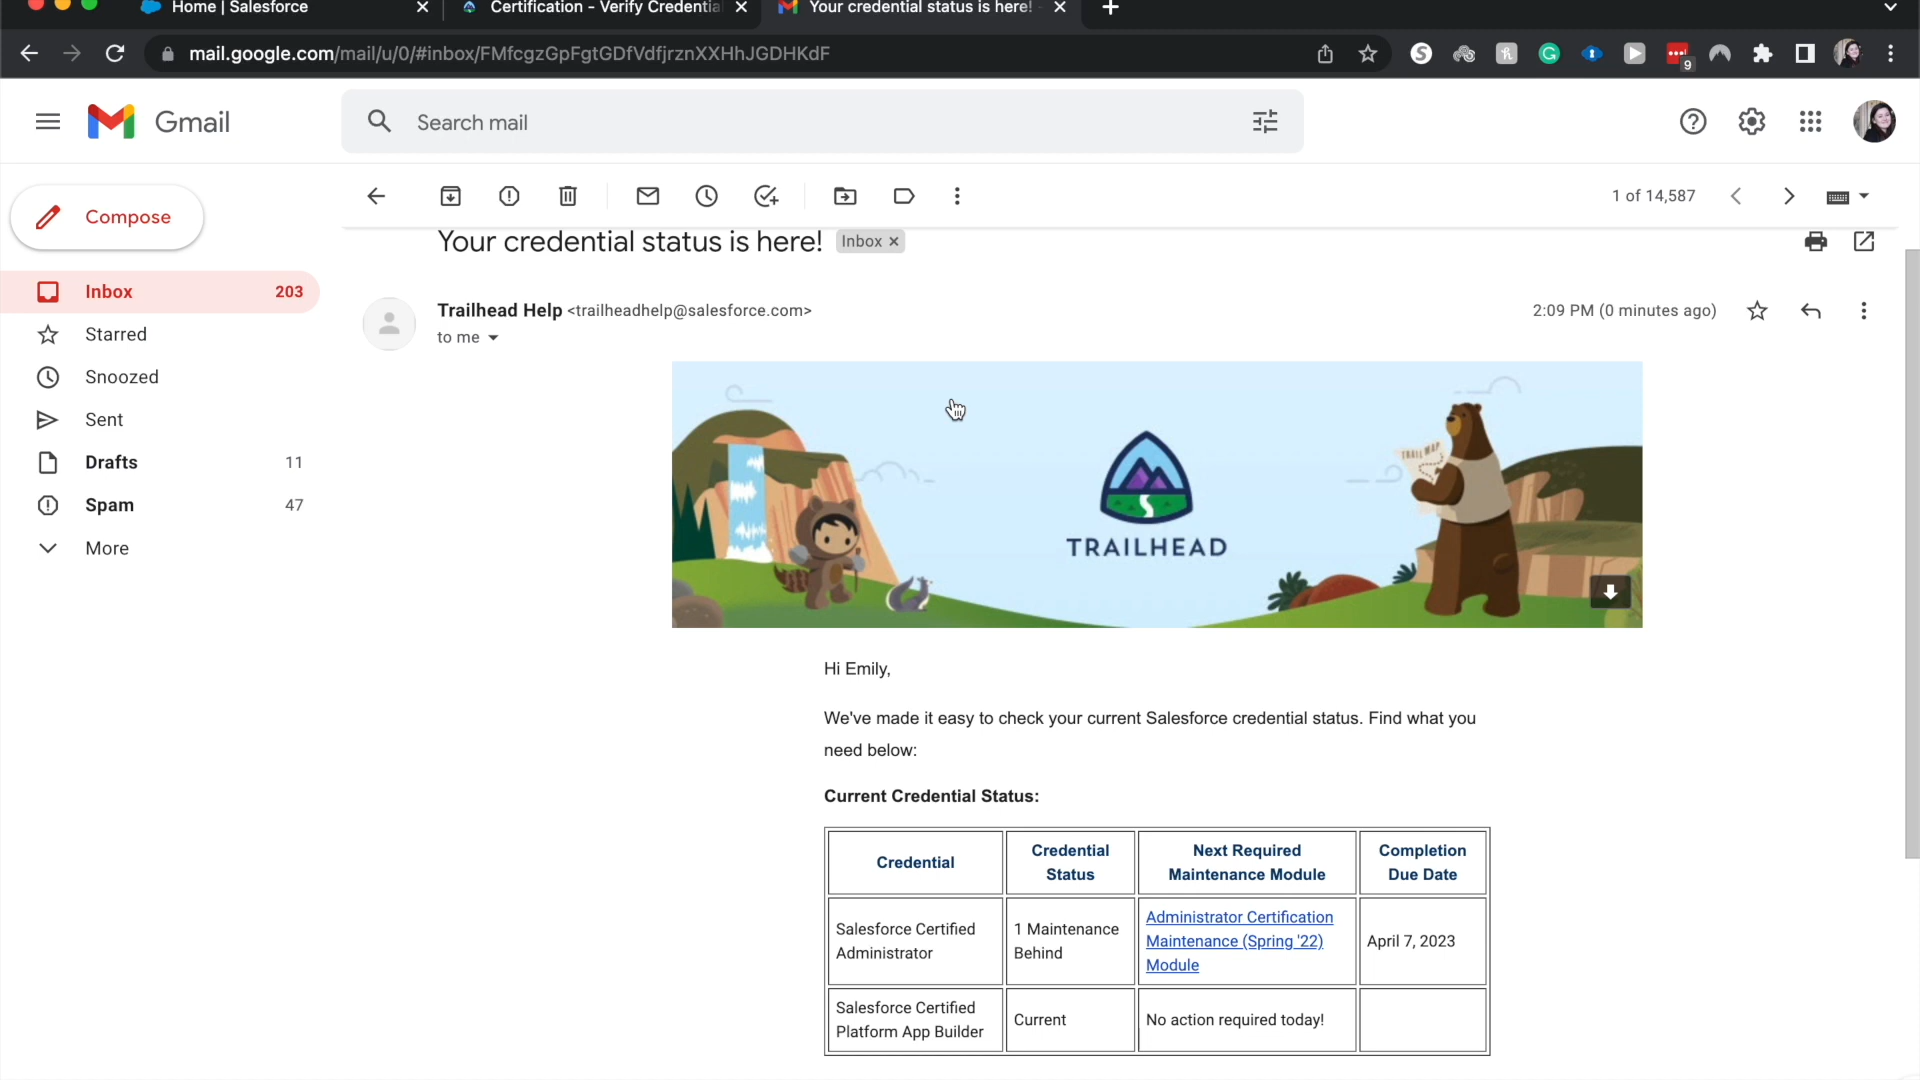 Home | Salesforce
Certification - Verify Credentia
Your credential status is here!
mail.google.com/mail/u/0/#inbox/FMfcgzGpFgtGDfVdfjrznXXHhJGDHKdF
9
Gmail
Search mail
Compose
1 of 14,587
Your credential status is here!
Inbox
Inbox 203
Starred
Snoozed
Sent
Drafts 11
Spam 47
More
Trailhead Help <trailheadhelp@salesforce.com>
2:09 PM (0 minutes ago)
to me
TRAIL MAP
TRAILHEAD
Hi Emily,
We've made it easy to check your current Salesforce credential status. Find what you
need below:
Current Credential Status:
Credential
Credential
Status
Next Required
Maintenance Module
Completion
Due Date
Salesforce Certified
Administrator
1 Maintenance
Behind
Administrator Certification
Maintenance (Spring '22)
Module
April 7, 2023
Salesforce Certified
Platform App Builder
Current
No action required today!